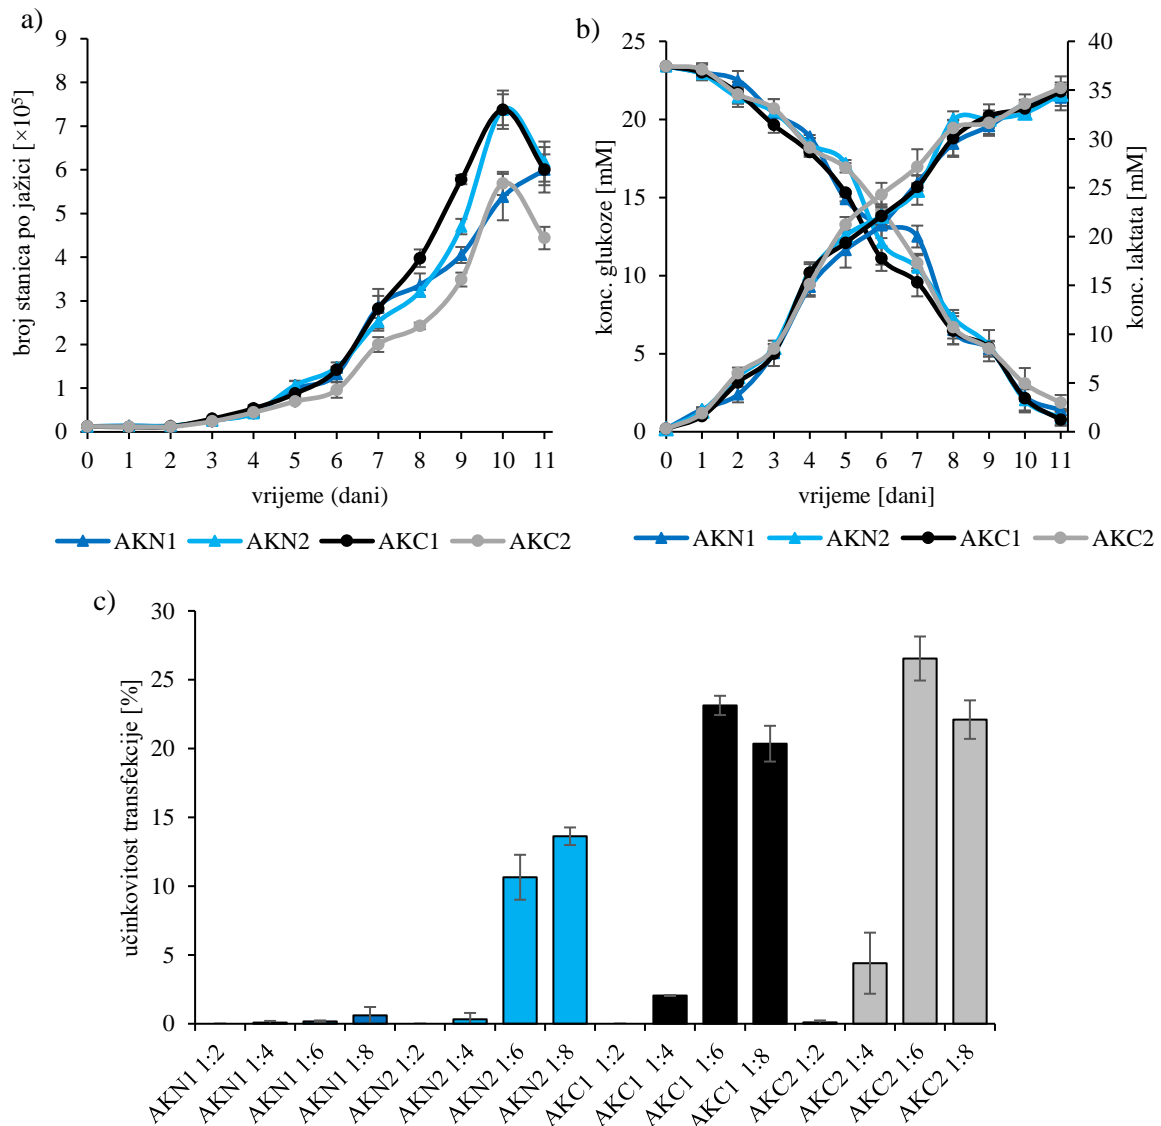 a)
9
8
7
6
5
4
3
2
1
0
broj stanica po jažici [×10⁵]
0 1 2 3 4 5 6 7 8 9 10 11
vrijeme (dani)
AKN1 AKN2 AKC1 AKC2
b)
25
20
15
10
5
0
konc. glukoze [mM]
40
35
30
25
20
15
10
5
0
konc. laktata [mM]
0 1 2 3 4 5 6 7 8 9 10 11
vrijeme [dani]
AKN1 AKN2 AKC1 AKC2
c)
30
25
20
15
10
5
0
učinkovitost transfekcije [%]
AKN1 1:2
AKN1 1:4
AKN1 1:6
AKN1 1:8
AKN2 1:2
AKN2 1:4
AKN2 1:6
AKN2 1:8
AKC1 1:2
AKC1 1:4
AKC1 1:6
AKC1 1:8
AKC2 1:2
AKC2 1:4
AKC2 1:6
AKC2 1:8